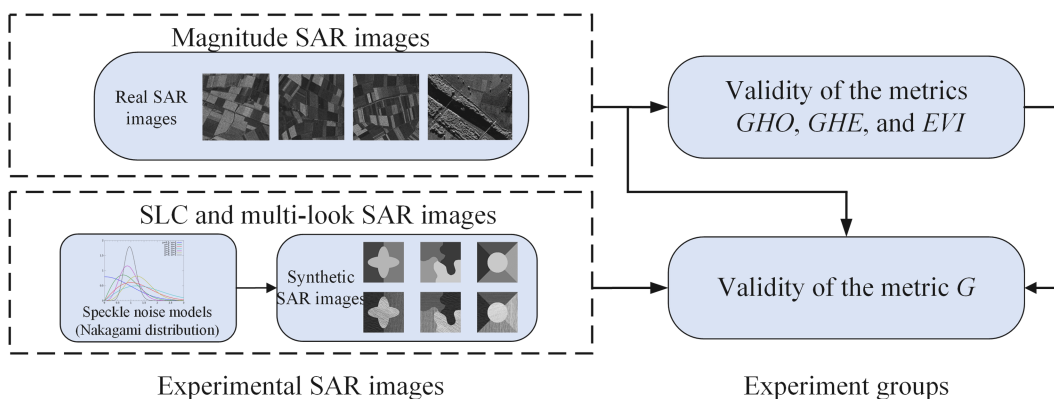 Magnitude SAR images
Real SAR
images
Validity of the metrics
GHO, GHE, and EVI
SLC and multi-look SAR images
Speckle noise models
(Nakagami distribution)
Synthetic
SAR images
Validity of the metric G
Experimental SAR images
Experiment groups